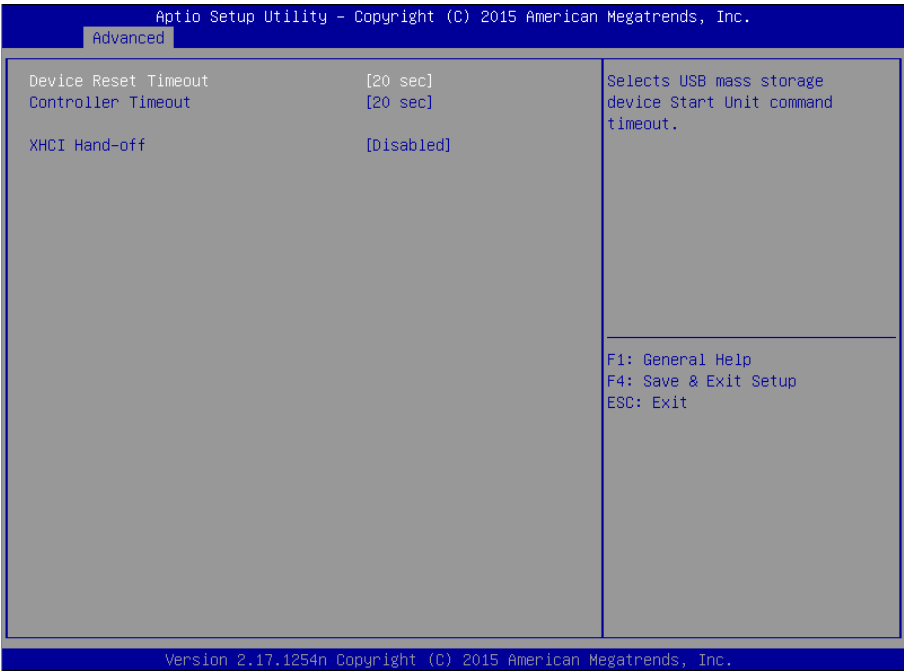 Aptio Setup Utility – Copyright (C) 2015 American Megatrends, Inc.
Advanced
Device Reset Timeout [20 sec]
Controller Timeout [20 sec]
XHCI Hand-off [Disabled]
Selects USB mass storage
device Start Unit command
timeout.
F1: General Help
F4: Save & Exit Setup
ESC: Exit
Version 2.17.1254n Copyright (C) 2015 American Megatrends, Inc.